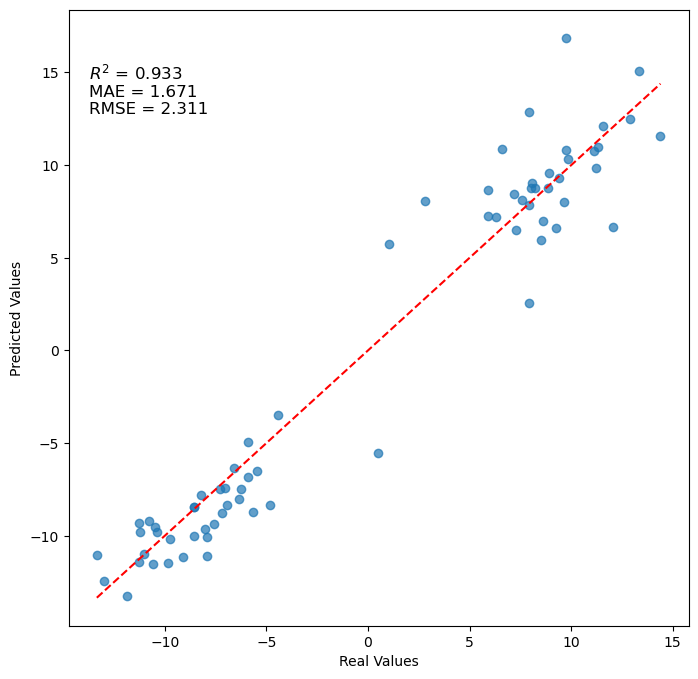 R² = 0.933
MAE = 1.671
RMSE = 2.311
15
10
5
0
−5
−10
Predicted Values
−10 −5 0 5 10 15
Real Values